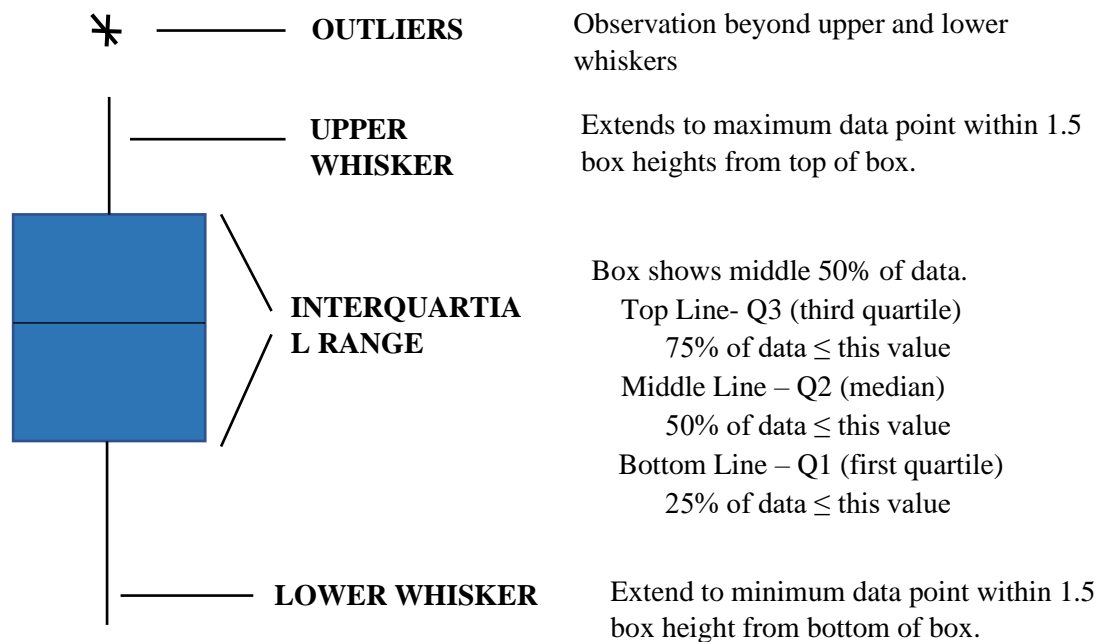 OUTLIERS
Observation beyond upper and lower
whiskers
UPPER
WHISKER
Extends to maximum data point within 1.5
box heights from top of box.
INTERQUARTIA
L RANGE
Box shows middle 50% of data.
Top Line- Q3 (third quartile)
75% of data ≤ this value
Middle Line – Q2 (median)
50% of data ≤ this value
Bottom Line – Q1 (first quartile)
25% of data ≤ this value
LOWER WHISKER
Extend to minimum data point within 1.5
box height from bottom of box.